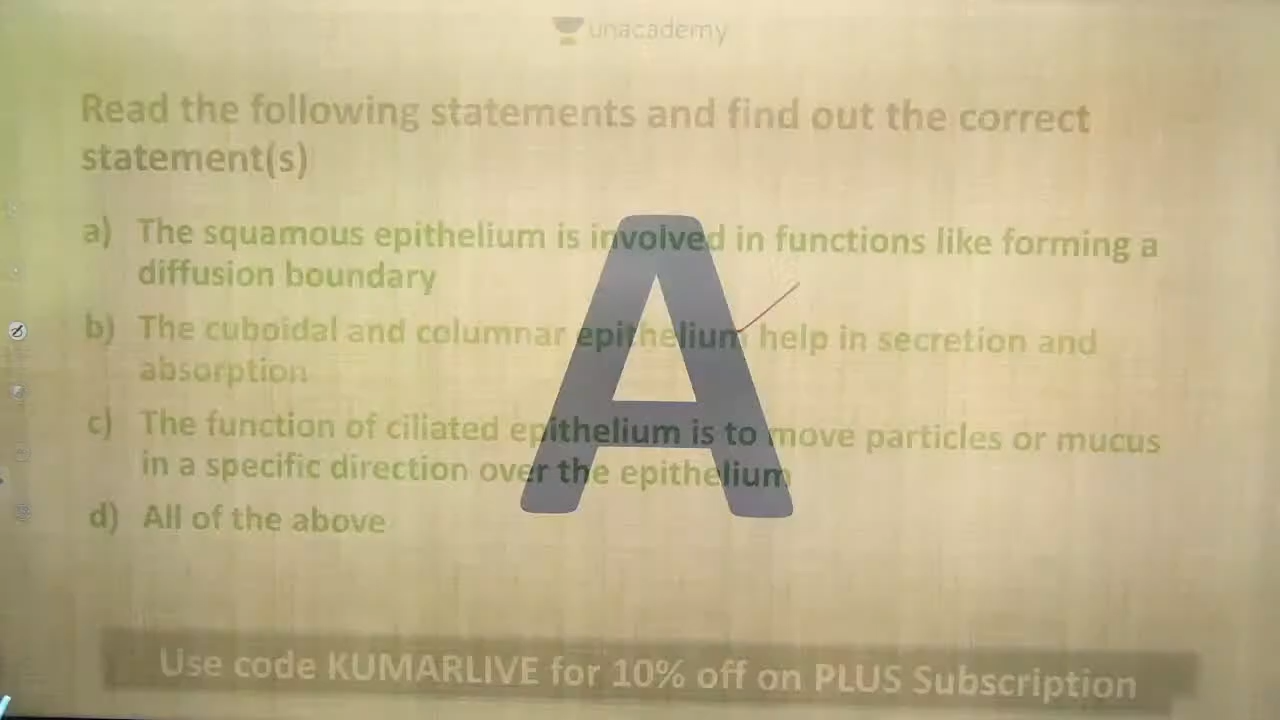 unacademy
Read the following statements and find out the correct
statement(s)
a) The squamous epithelium is involved in functions like forming a
diffusion boundary
b) The cuboidal and columnar epithelium help in secretion and
absorption
c) The function of ciliated epithelium is to move particles or mucus
in a specific direction over the epithelium
d) All of the above
A
Use code KUMARLIVE for 10% off on PLUS Subscription